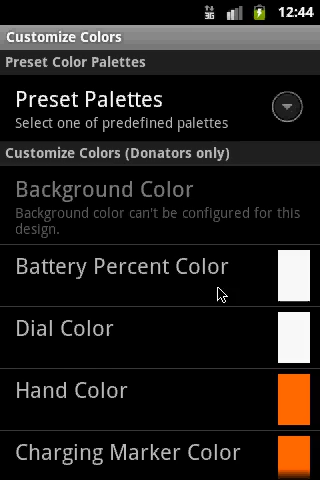 3G 12:44
Customize Colors
Preset Color Palettes
Preset Palettes
Select one of predefined palettes
Customize Colors (Donators only)
Background Color
Background color can't be configured for this
design.
Battery Percent Color
Dial Color
Hand Color
Charging Marker Color